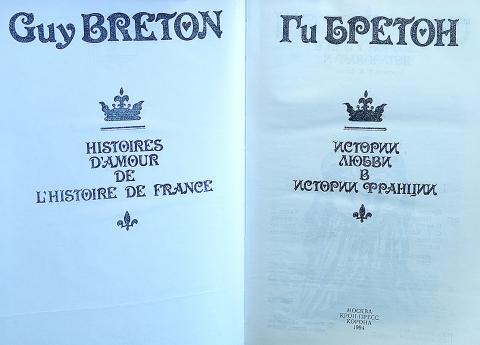 Guy BRETON
HISTOIRES
D'AMOUR
DE
L'HISTOIRE DE FRANCE
Ги БРЕТОН
ИСТОРИИ
ЛЮБВИ
В
ИСТОРИИ ФРАНЦИИ
МОСКВА
КРОН-ПРЕСС
КОРОНА
1994